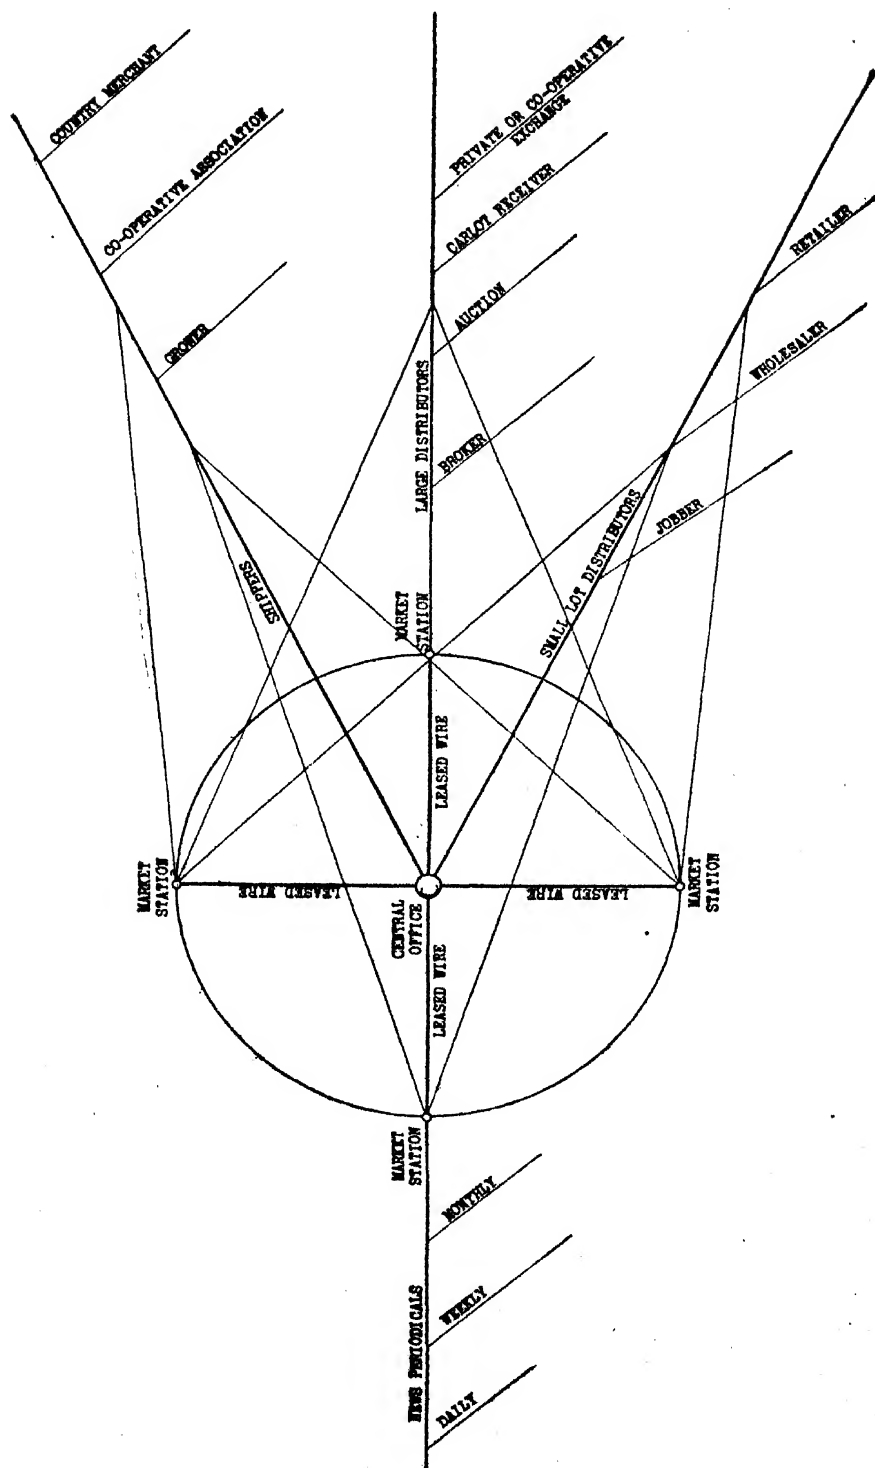 COUNTRY MERCHANT
CO-OPERATIVE ASSOCIATION
GROWER
SHIPPERS
PRIVATE OR CO-OPERATIVE
EXCHANGE
CARLOT RECEIVER
AUCTION
BROKER
LARGE DISTRIBUTORS
RETAILER
WHOLESALER
JOBBER
SMALL LOT DISTRIBUTORS
MARKET
STATION
LEASED WIRE
MARKET
STATION
LEASED WIRE
CENTRAL
OFFICE
LEASED WIRE
MARKET
STATION
LEASED WIRE
MARKET
STATION
MONTHLY
WEEKLY
DAILY
NEWS PERIODICALS